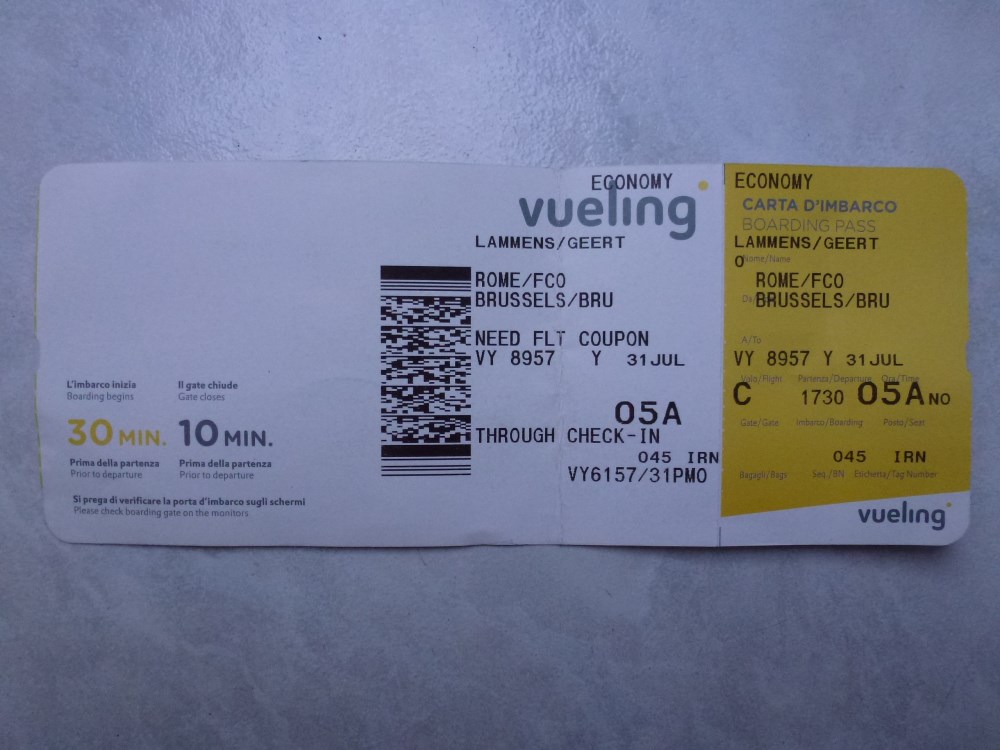 L'imbarco inizia
Boarding begins
Il gate chiude
Gate closes
30 MIN. 10 MIN.
Prima della partenza
Prior to departure
Prima della partenza
Prior to departure
Si prega di verificare la porta d'imbarco sugli schermi
Please check boarding gate on the monitors
ECONOMY
vueling
LAMMENS/GEERT
ROME/FCO
BRUSSELS/BRU
NEED FLT COUPON
VY 8957 Y 31JUL
05A
THROUGH CHECK-IN
045 IRN
VY6157/31PMO
ECONOMY
CARTA D'IMBARCO
BOARDING PASS
LAMMENS/GEERT
Nome/Name
O
ROME/FCO
BRUSSELS/BRU
A/To
VY 8957 Y 31JUL
Volo/Flight Partenza/Departure Ora/Time
C 1730 05A NO
Gate/Gate Imbarco/Boarding Posto/Seat
045 IRN
Bagagli/Bags Seq./BN Etichetta/Tag Number
vueling